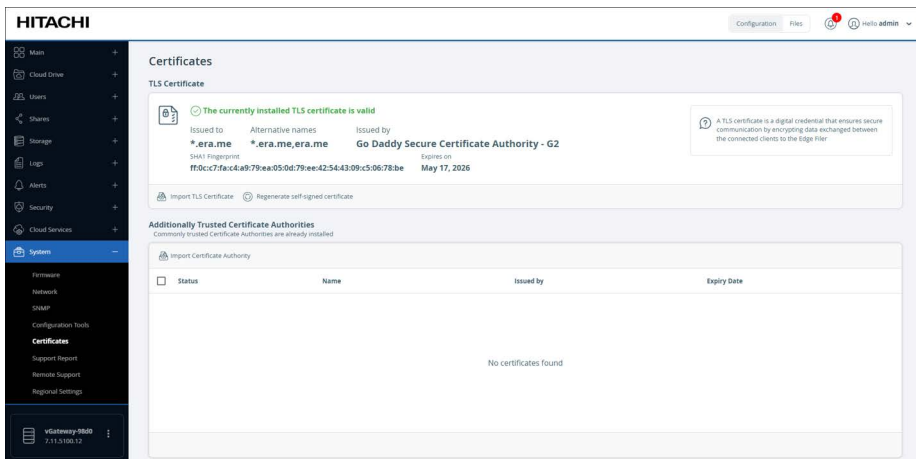 HITACHI
Configuration Files 1 Hello admin
Main
Cloud Drive
Users
Shares
Storage
Logs
Alerts
Security
Cloud Services
System
Firmware
Network
SNMP
Configuration Tools
Certificates
Support Report
Remote Support
Regional Settings
vGateway-98d0
7.11.5100.12
Certificates
TLS Certificate
The currently installed TLS certificate is valid
Issued to Alternative names Issued by
*.era.me *.era.me,era.me Go Daddy Secure Certificate Authority - G2
SHA1 Fingerprint Expires on
ff:0c:c7:fa:c4:a9:79:ea:05:0d:79:ee:42:54:43:09:c5:06:78:be May 17, 2026
A TLS certificate is a digital credential that ensures secure
communication by encrypting data exchanged between
the connected clients to the Edge Filer
Import TLS Certificate Regenerate self-signed certificate
Additionally Trusted Certificate Authorities
Commonly trusted Certificate Authorities are already installed
Import Certificate Authority
Status Name Issued by Expiry Date
No certificates found